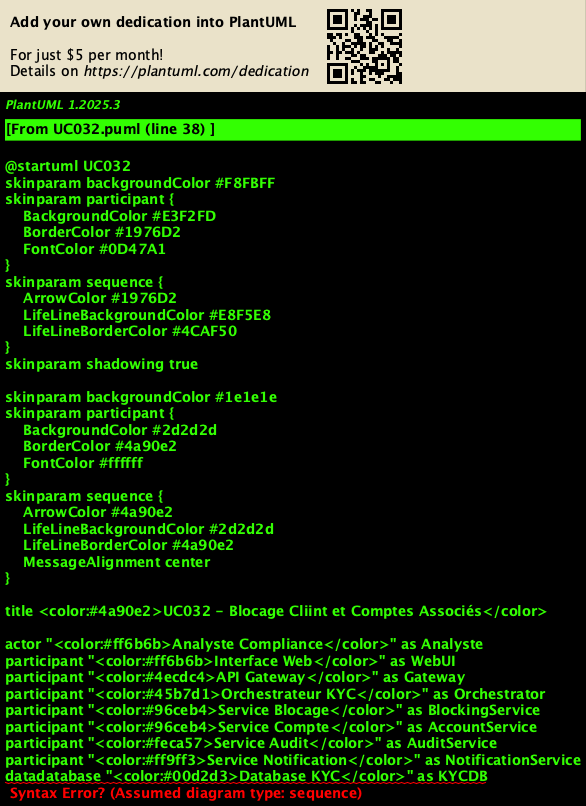 Add your own dedication into PlantUML
For just $5 per month!
Details on https://plantuml.com/dedication
PlantUML 1.2025.3
[From UC032.puml (line 38) ]
@startuml UC032
skinparam backgroundColor #F8FBFF
skinparam participant {
BackgroundColor #E3F2FD
BorderColor #1976D2
FontColor #0D47A1
}
skinparam sequence {
ArrowColor #1976D2
LifeLineBackgroundColor #E8F5E8
LifeLineBorderColor #4CAF50
}
skinparam shadowing true
skinparam backgroundColor #1e1e1e
skinparam participant {
BackgroundColor #2d2d2d
BorderColor #4a90e2
FontColor #ffffff
}
skinparam sequence {
ArrowColor #4a90e2
LifeLineBackgroundColor #2d2d2d
LifeLineBorderColor #4a90e2
MessageAlignment center
}
title <color:#4a90e2>UC032 - Blocage Cliint et Comptes Associés</color>
actor "<color:#ff6b6b>Analyste Compliance</color>" as Analyste
participant "<color:#ff6b6b>Interface Web</color>" as WebUI
participant "<color:#4ecdc4>API Gateway</color>" as Gateway
participant "<color:#45b7d1>Orchestrateur KYC</color>" as Orchestrator
participant "<color:#96ceb4>Service Blocage</color>" as BlockingService
participant "<color:#96ceb4>Service Compte</color>" as AccountService
participant "<color:#feca57>Service Audit</color>" as AuditService
participant "<color:#ff9ff3>Service Notification</color>" as NotificationService
datadatabase "<color:#00d2d3>Database KYC</color>" as KYCDB
Syntax Error? (Assumed diagram type: sequence)